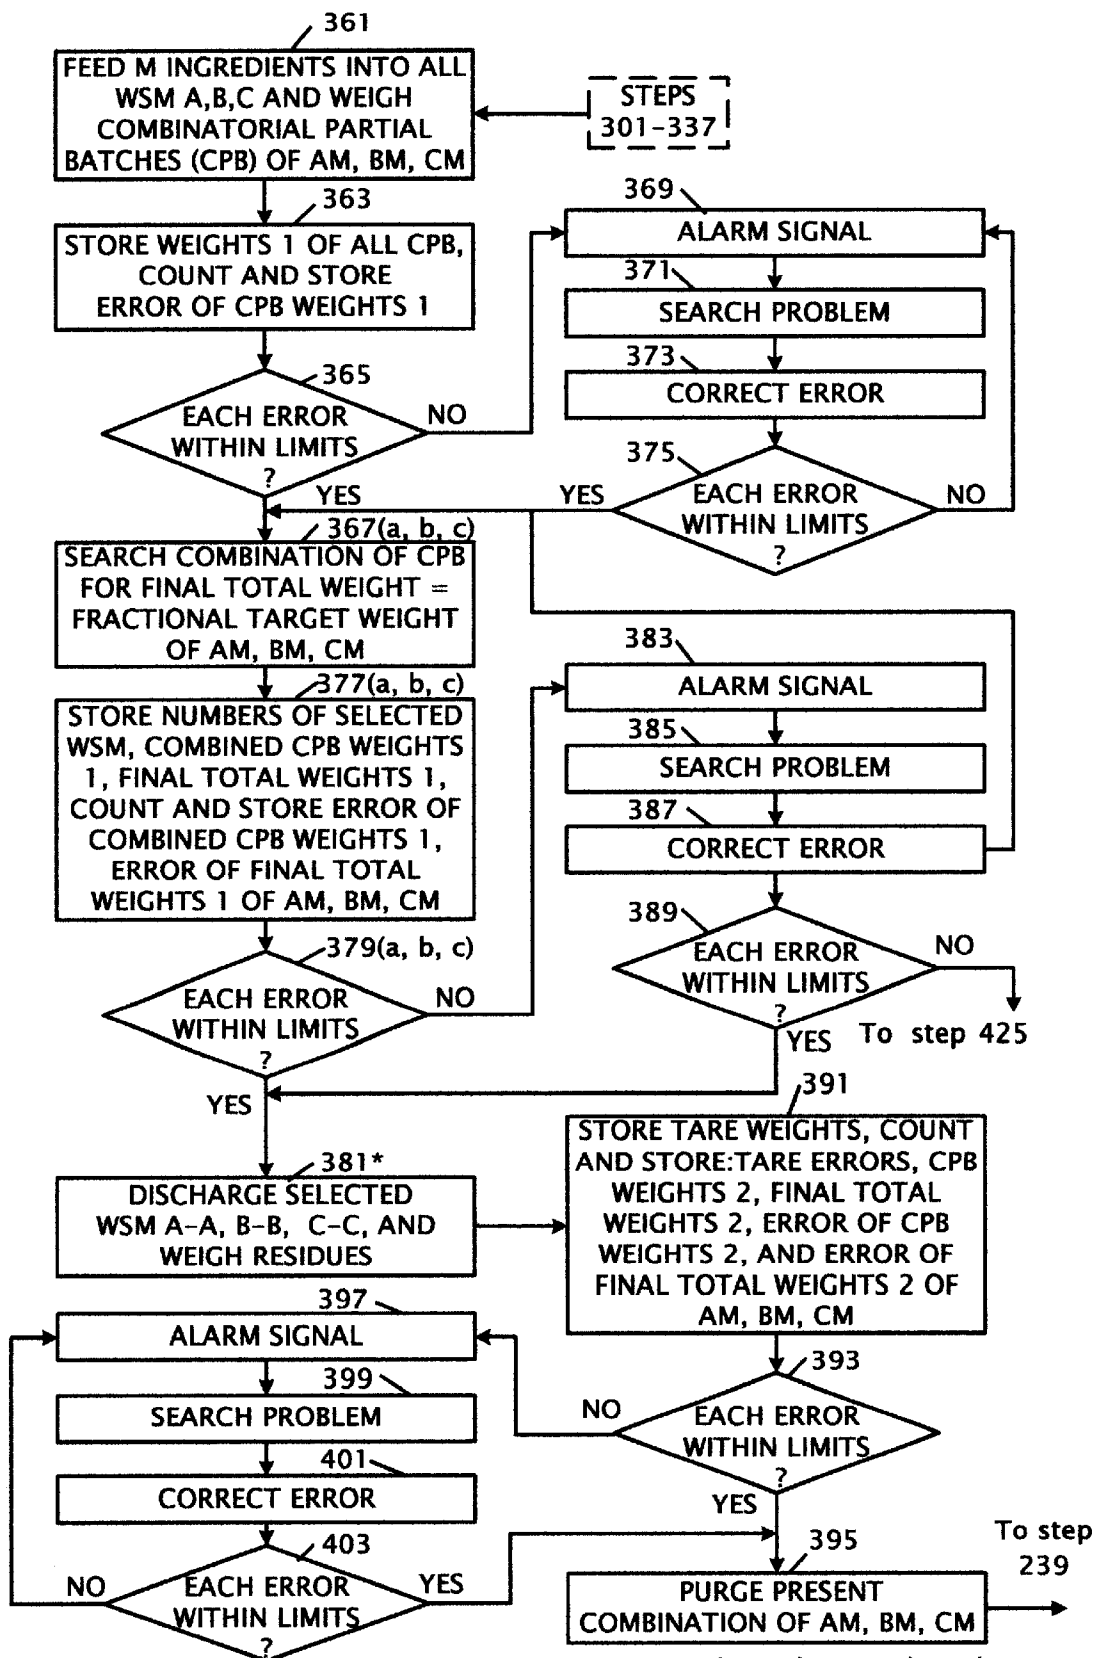 361
FEED M INGREDIENTS INTO ALL
WSM A,B,C AND WEIGH
COMBINATORIAL PARTIAL
BATCHES (CPB) OF AM, BM, CM
STEPS
301-337
363
STORE WEIGHTS 1 OF ALL CPB,
COUNT AND STORE
ERROR OF CPB WEIGHTS 1
365
EACH ERROR
WITHIN LIMITS
?
NO
YES
369
ALARM SIGNAL
371
SEARCH PROBLEM
373
CORRECT ERROR
375
EACH ERROR
WITHIN LIMITS
?
YES
NO
367(a, b, c)
SEARCH COMBINATION OF CPB
FOR FINAL TOTAL WEIGHT =
FRACTIONAL TARGET WEIGHT
OF AM, BM, CM
377(a, b, c)
STORE NUMBERS OF SELECTED
WSM, COMBINED CPB WEIGHTS
1, FINAL TOTAL WEIGHTS 1,
COUNT AND STORE ERROR OF
COMBINED CPB WEIGHTS 1,
ERROR OF FINAL TOTAL
WEIGHTS 1 OF AM, BM, CM
379(a, b, c)
EACH ERROR
WITHIN LIMITS
?
NO
YES
383
ALARM SIGNAL
385
SEARCH PROBLEM
387
CORRECT ERROR
389
EACH ERROR
WITHIN LIMITS
?
NO
To step 425
YES
381*
DISCHARGE SELECTED
WSM A-A, B-B, C-C, AND
WEIGH RESIDUES
391
STORE TARE WEIGHTS, COUNT
AND STORE:TARE ERRORS, CPB
WEIGHTS 2, FINAL TOTAL
WEIGHTS 2, ERROR OF CPB
WEIGHTS 2, AND ERROR OF
FINAL TOTAL WEIGHTS 2 OF
AM, BM, CM
393
EACH ERROR
WITHIN LIMITS
?
NO
YES
397
ALARM SIGNAL
399
SEARCH PROBLEM
401
CORRECT ERROR
403
EACH ERROR
WITHIN LIMITS
?
NO
YES
395
PURGE PRESENT
COMBINATION OF AM, BM, CM
To step
239